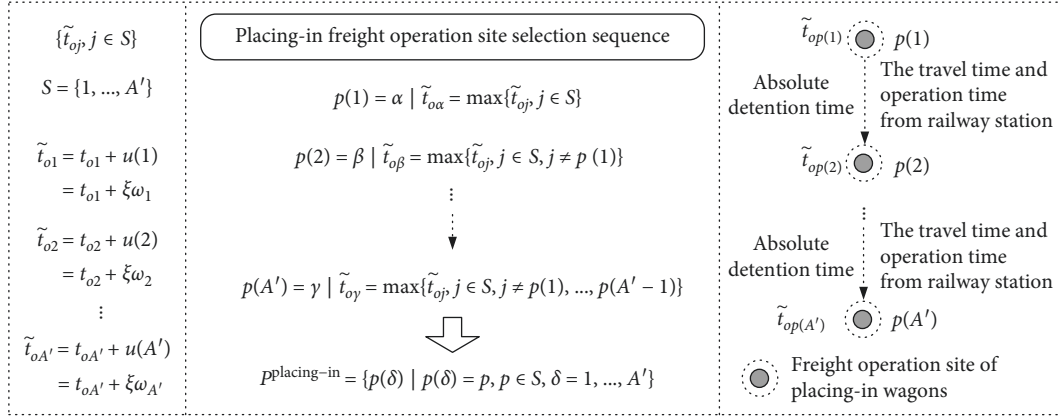 {t̃_oj, j ∈ S}
S = {1, ..., A′}
t̃_o1 = t_o1 + u(1)
= t_o1 + ξω_1
t̃_o2 = t_o2 + u(2)
= t_o2 + ξω_2
⋮
t̃_oA′ = t_oA′ + u(A′)
= t_oA′ + ξω_A′
Placing-in freight operation site selection sequence
p(1) = α | t̃_oα = max{t̃_oj, j ∈ S}
p(2) = β | t̃_oβ = max{t̃_oj, j ∈ S, j ≠ p (1)}
⋮
p(A′) = γ | t̃_oγ = max{t̃_oj, j ∈ S, j ≠ p(1), ..., p(A′ − 1)}
P^placing−in = {p(δ) | p(δ) = p, p ∈ S, δ = 1, ..., A′}
t̃_op(1) p(1)
Absolute
detention time
The travel time and
operation time
from railway station
t̃_op(2) p(2)
⋮
Absolute
detention time
The travel time and
operation time
from railway station
t̃_op(A′) p(A′)
Freight operation site of
placing-in wagons